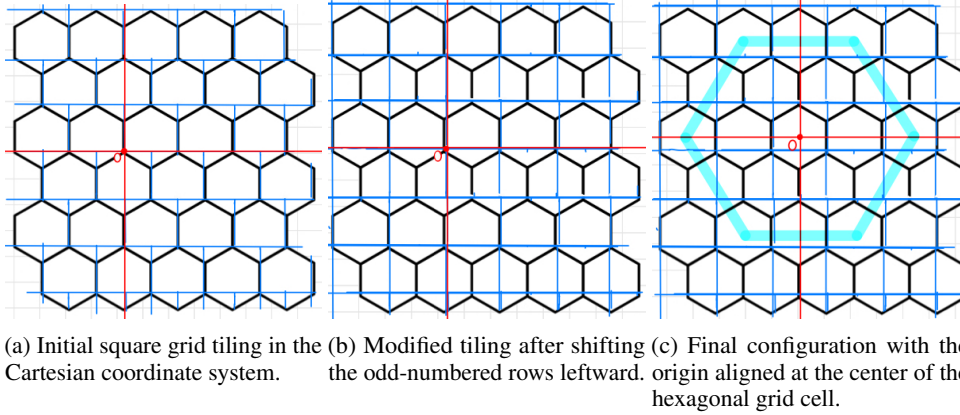 O
O
O
(a) Initial square grid tiling in the
Cartesian coordinate system.
(b) Modified tiling after shifting
the odd-numbered rows leftward.
(c) Final configuration with the
origin aligned at the center of the
hexagonal grid cell.